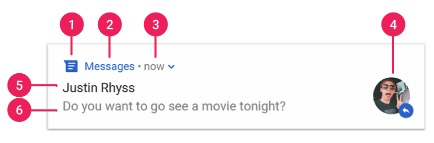 1 2 3 4
Messages • now
5 Justin Rhyss
6 Do you want to go see a movie tonight?